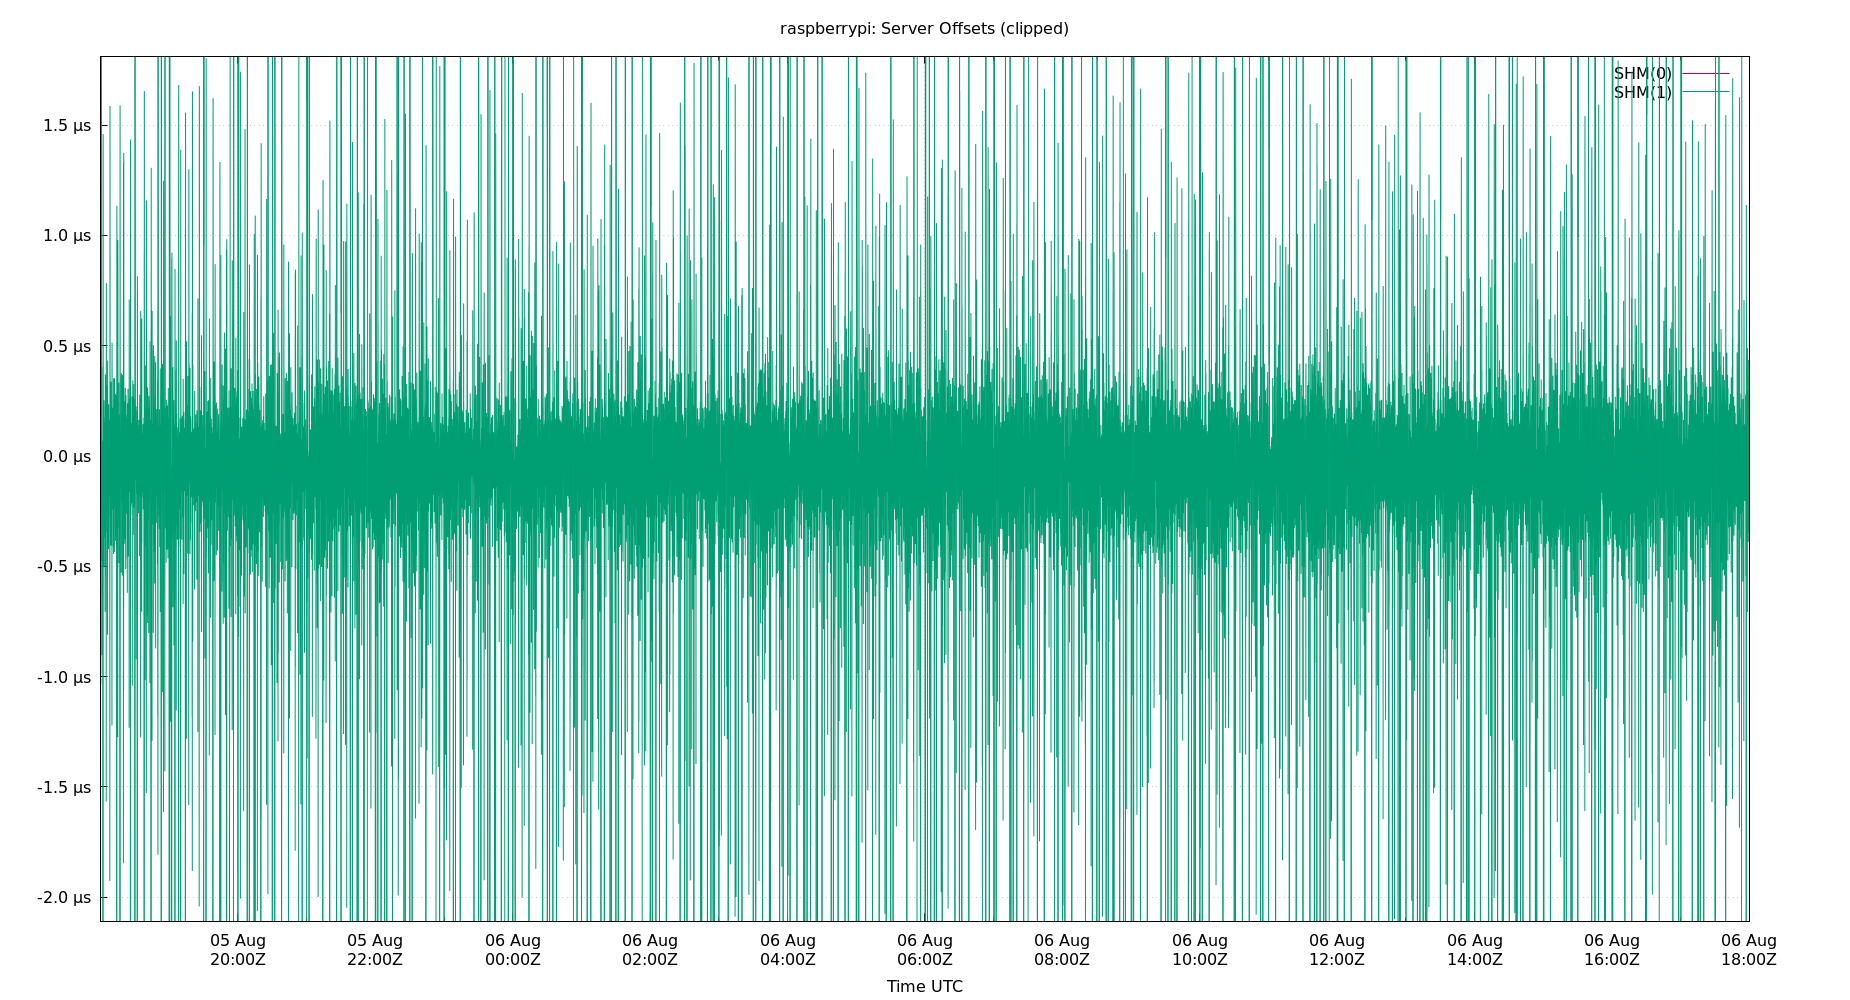 raspberrypi: Server Offsets (clipped)
SHM(0)
SHM(1)
1.5 µs
1.0 µs
0.5 µs
0.0 µs
-0.5 µs
-1.0 µs
-1.5 µs
-2.0 µs
05 Aug 05 Aug 06 Aug 06 Aug 06 Aug 06 Aug 06 Aug 06 Aug 06 Aug 06 Aug 06 Aug 06 Aug
20:00Z 22:00Z 00:00Z 02:00Z 04:00Z 06:00Z 08:00Z 10:00Z 12:00Z 14:00Z 16:00Z 18:00Z
Time UTC